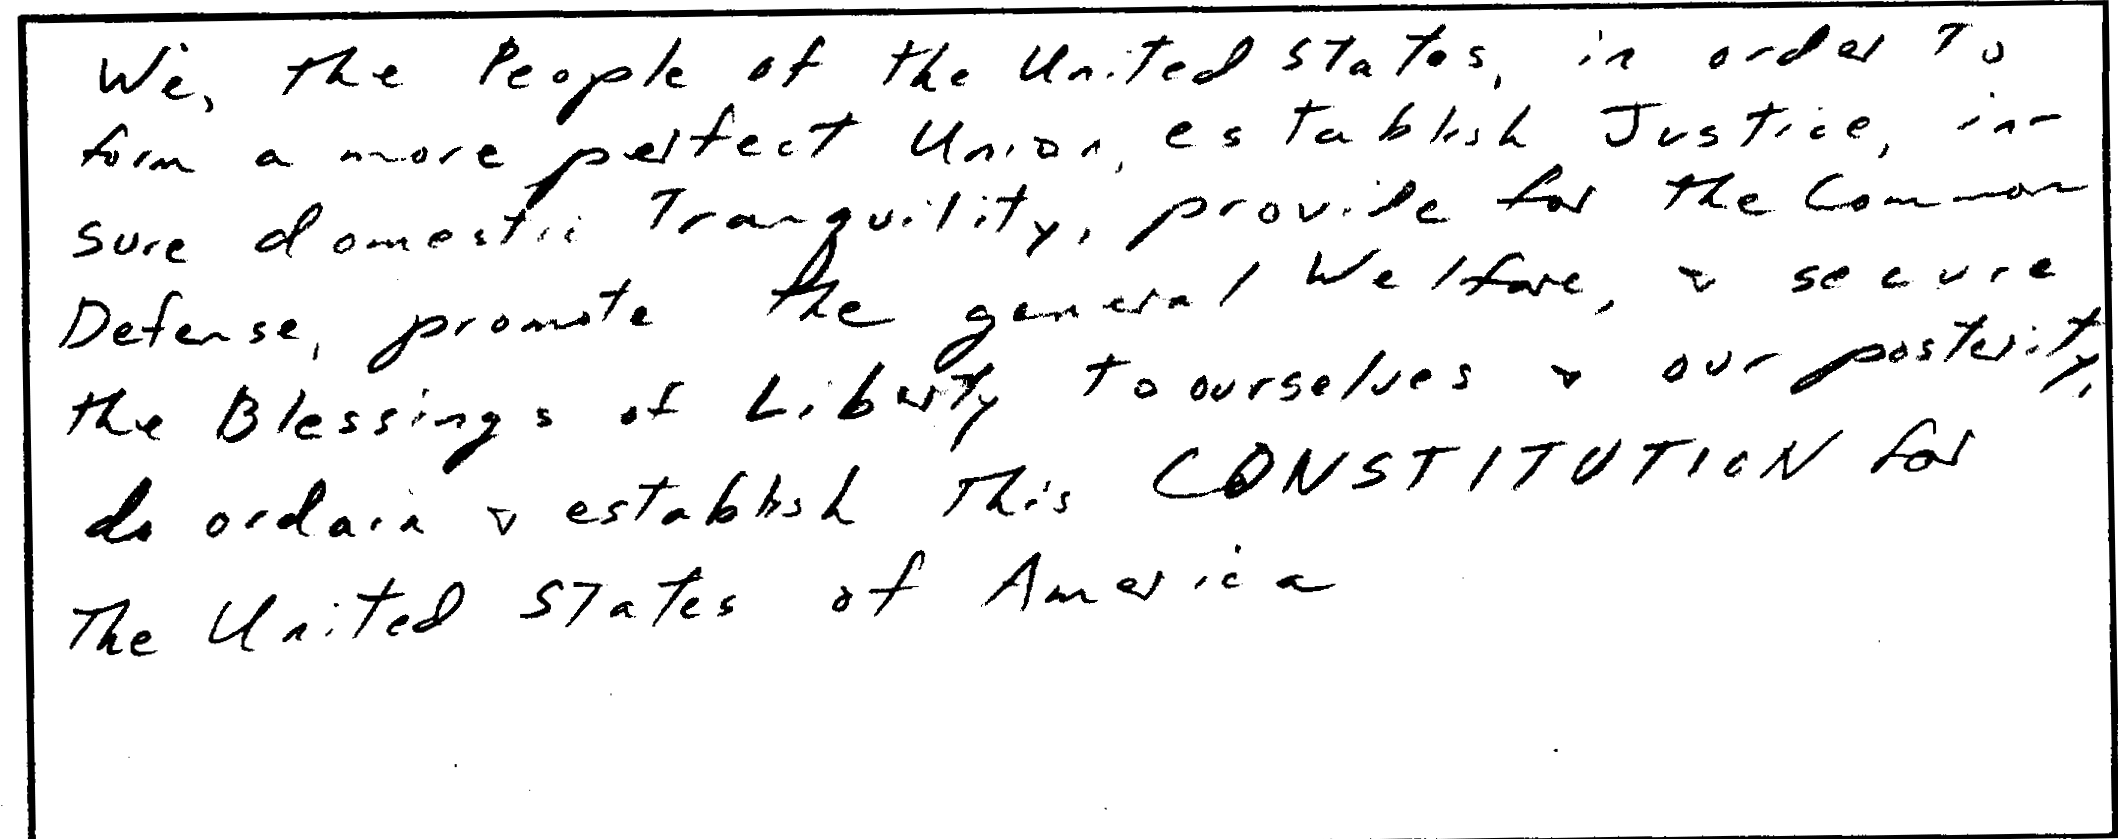 We, the People of the United States, in order to
form a more perfect Union, establish Justice, in-
sure domestic Tranquility, provide for the Common
Defense, promote the general Welfare, & secure
the Blessings of Liberty to ourselves & our posterity,
do ordain & establish this CONSTITUTION for
The United States of America